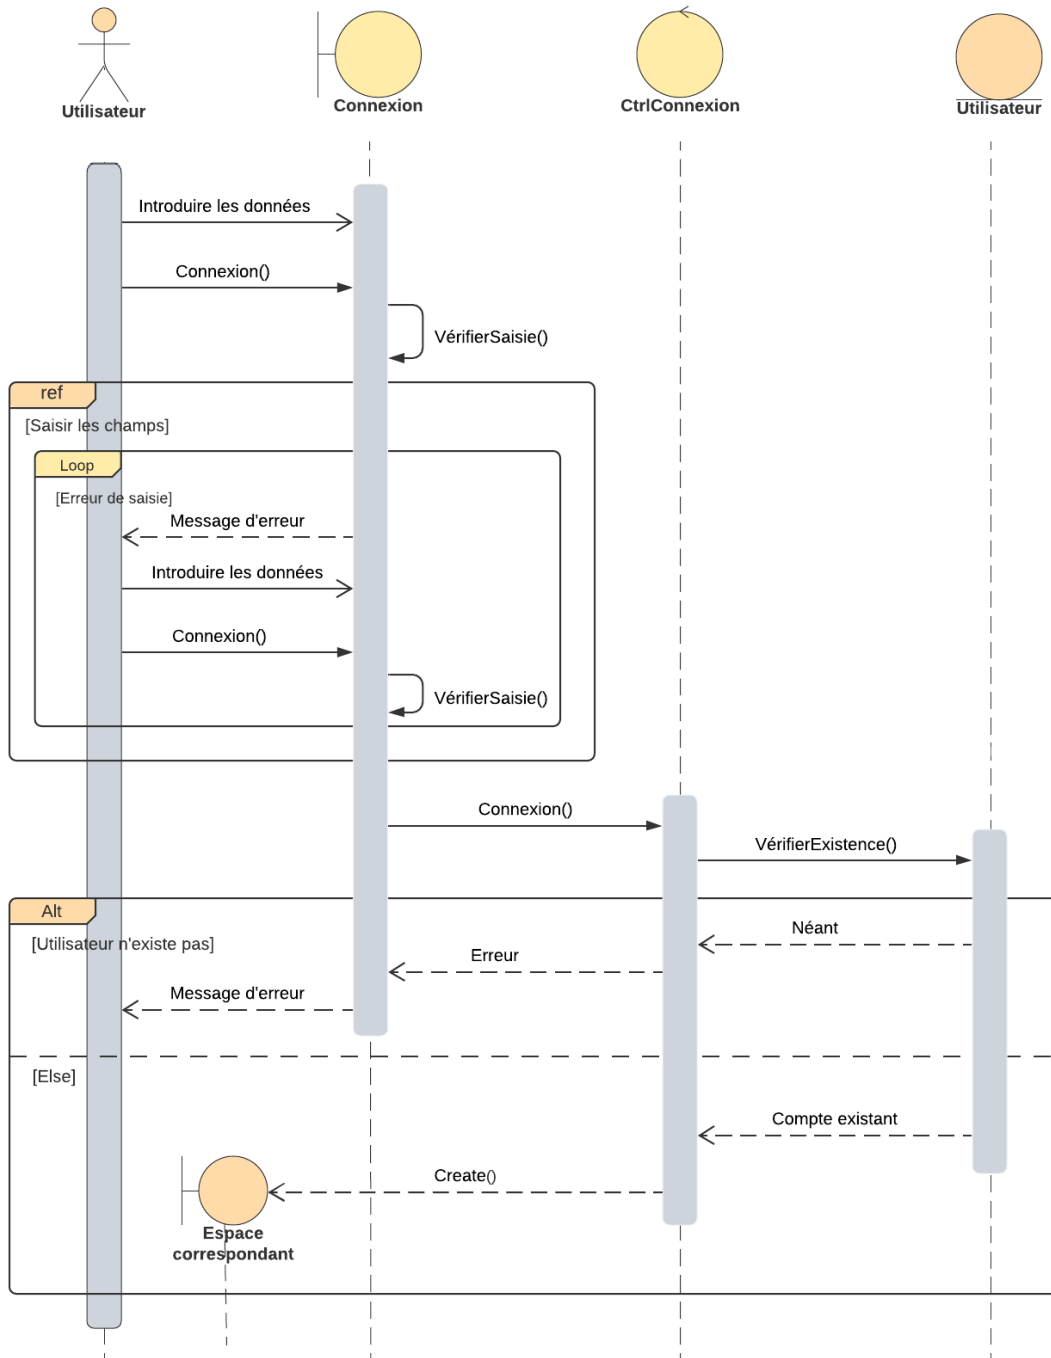 Utilisateur
Connexion
CtrlConnexion
Utilisateur
Introduire les données
Connexion()
VérifierSaisie()
ref
[Saisir les champs]
Loop
[Erreur de saisie]
Message d'erreur
Introduire les données
Connexion()
VérifierSaisie()
Connexion()
VérifierExistence()
Alt
[Utilisateur n'existe pas]
Néant
Erreur
Message d'erreur
[Else]
Compte existant
Create()
Espace
correspondant